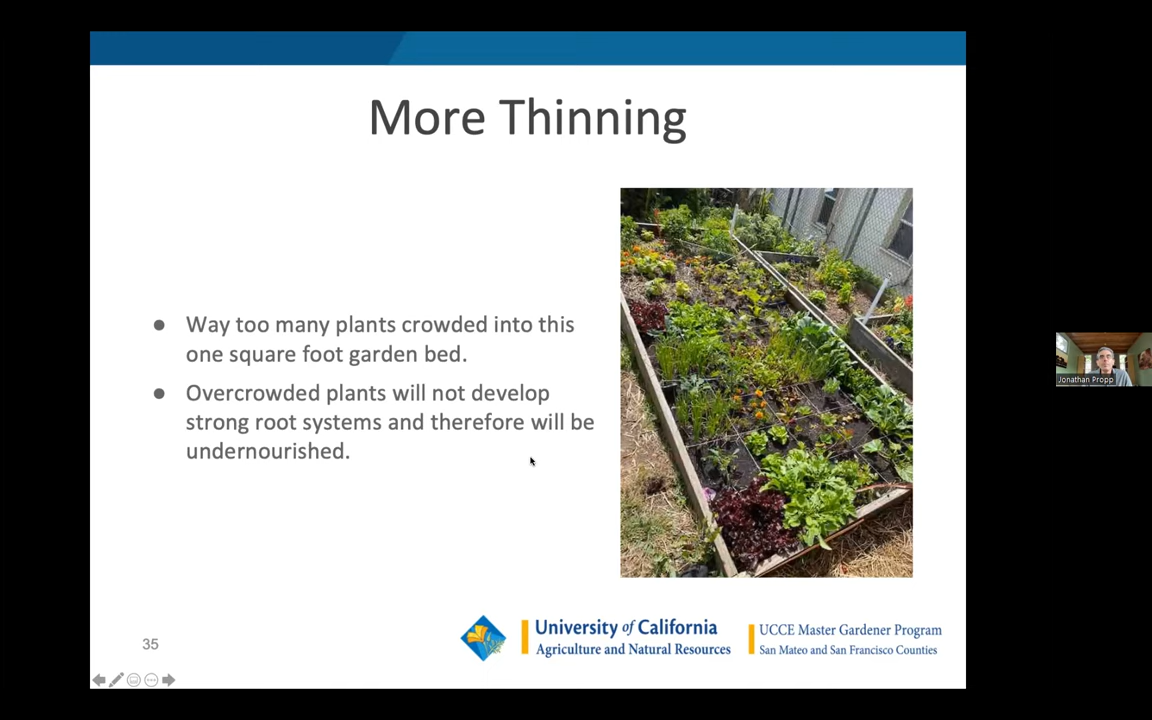 More Thinning
● Way too many plants crowded into this
one square foot garden bed.
● Overcrowded plants will not develop
strong root systems and therefore will be
undernourished.
Jonathan Propp
35
University of California
Agriculture and Natural Resources
UCCE Master Gardener Program
San Mateo and San Francisco Counties